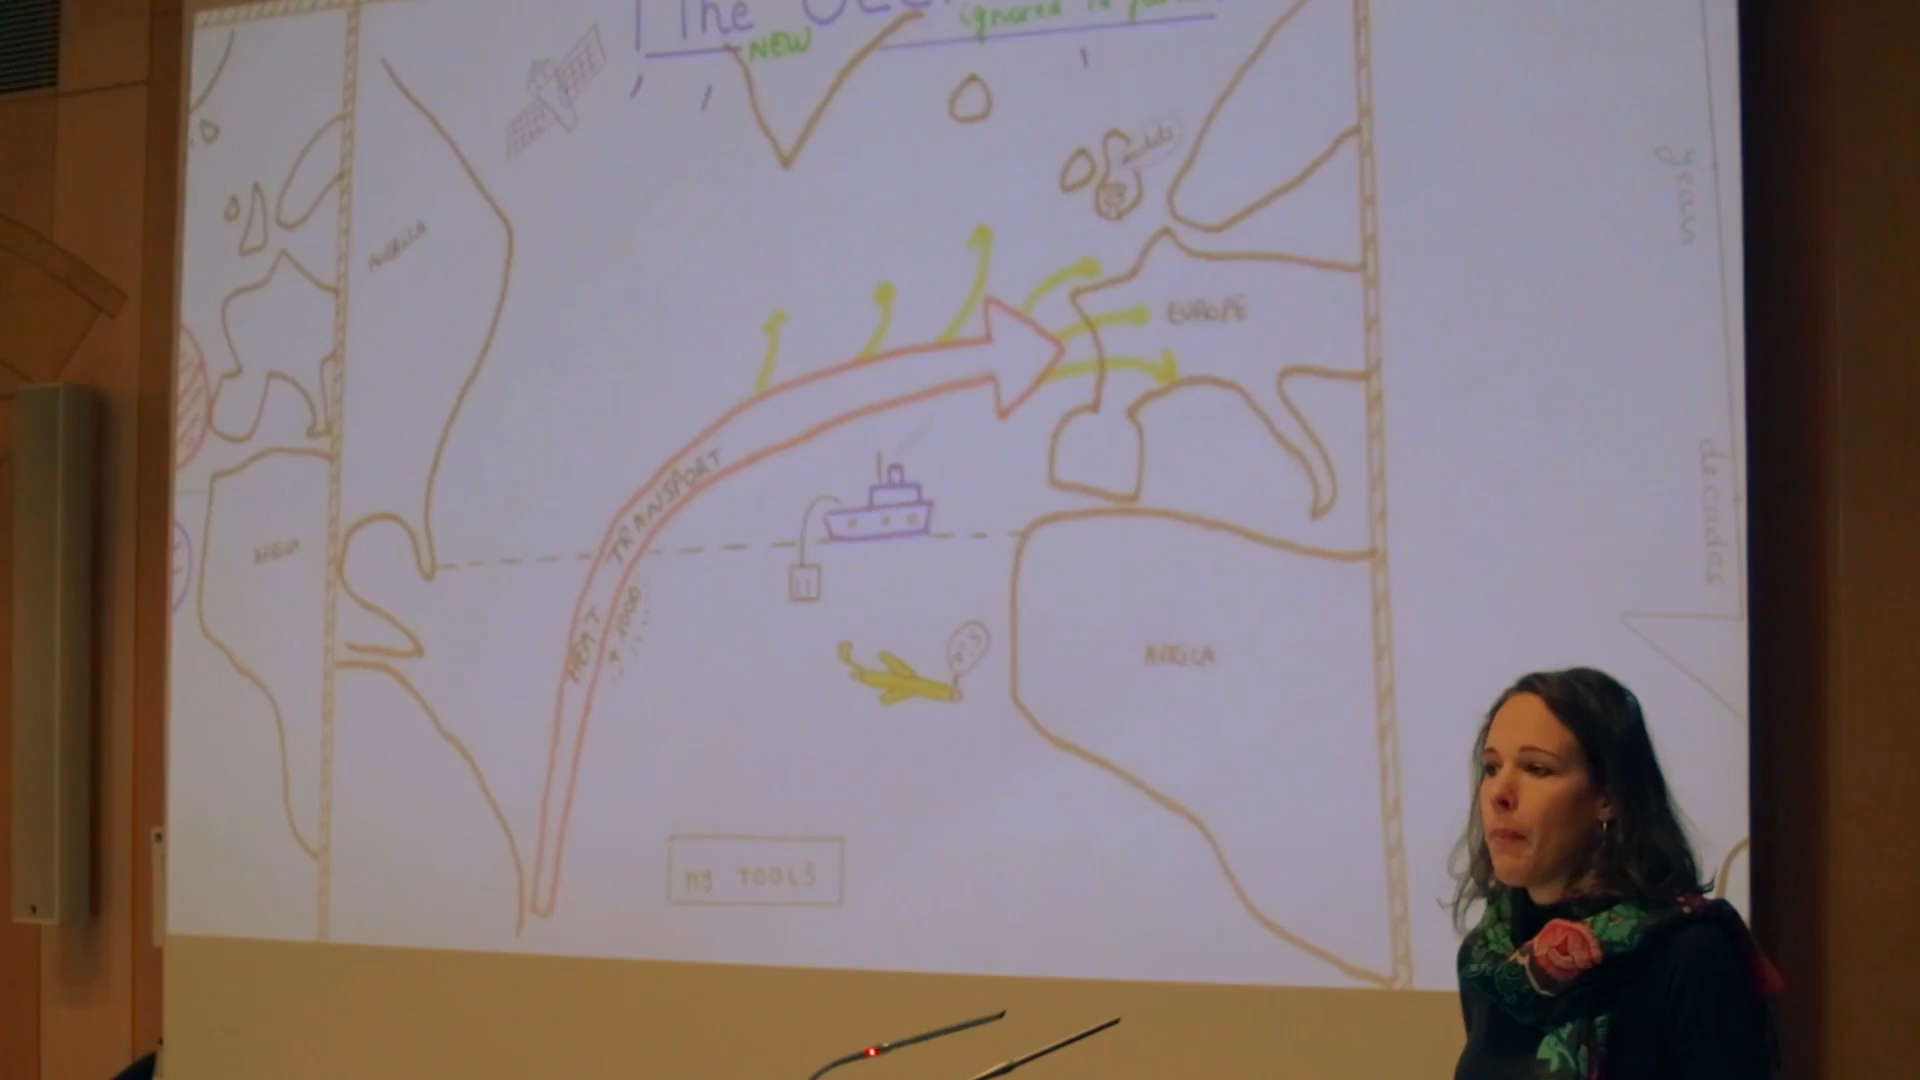 The
NEW
ignored
AMERICA
EUROPE
years
decades
HEAT TRANSPORT
AFRICA
AFRICA
MY TOOLS